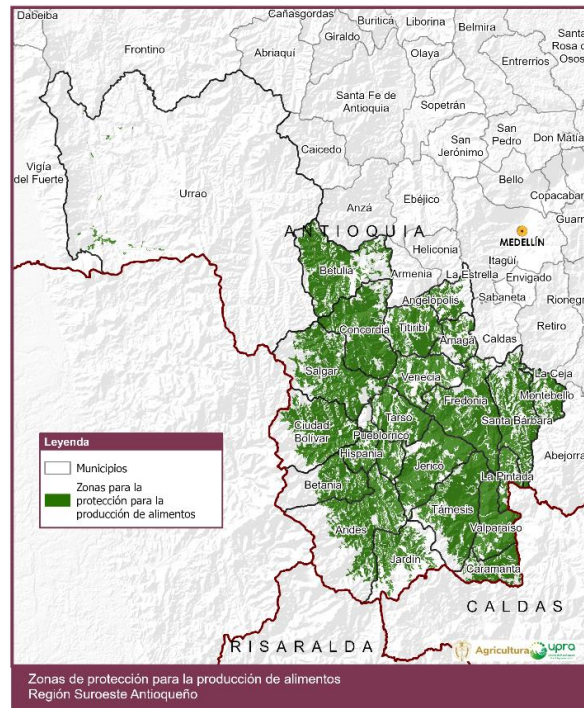 Dabeiba
Cañasgordas
Buriticá
Liborina
Belmira
Santa
Rosa de
Osos
Frontino
Abriaquí
Giraldo
Olaya
Entrerrios
Santa Fe de
Antioquia
Sopetrán
San
Jerónimo
San
Pedro
Don Matía
Vigía
del Fuerte
Urrao
Caicedo
Anzá
Ebéjico
Bello
Copacaban
Guarn
ANTIOQUIA
MEDELLÍN
Heliconia
Betulia
Armenia
La Estrella
Itagüí
Envigado
Sabaneta
Rionegr
Angelópolis
Concordia
Titiribí
Amagá
Caldas
Retiro
Salgar
Venecia
La Ceja
Montebello
Fredonia
Santa Bárbara
Ciudad
Bolívar
Tarso
Pueblorrico
Hispania
Abejorra
Jericó
La Pintada
Betania
Andes
Támesis
Valparaíso
Jardín
Caramanta
Leyenda
Municipios
Zonas para la
protección para la
producción de alimentos
CALDAS
RISARALDA
Agricultura
upra
Zonas de protección para la producción de alimentos
Región Suroeste Antioqueño